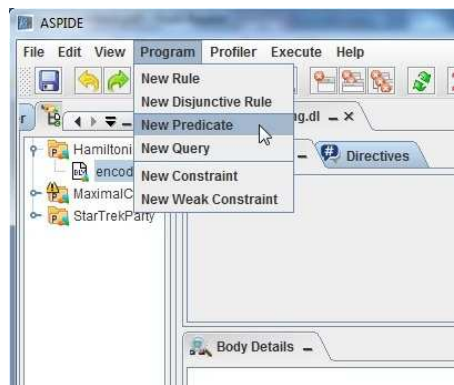 ASPIDE
File Edit View Program Profiler Execute Help
New Rule
New Disjunctive Rule
New Predicate
New Query
New Constraint
New Weak Constraint
r
ng.dl
Directives
Hamiltoni
encod
MaximalC
StarTrekParty
Body Details